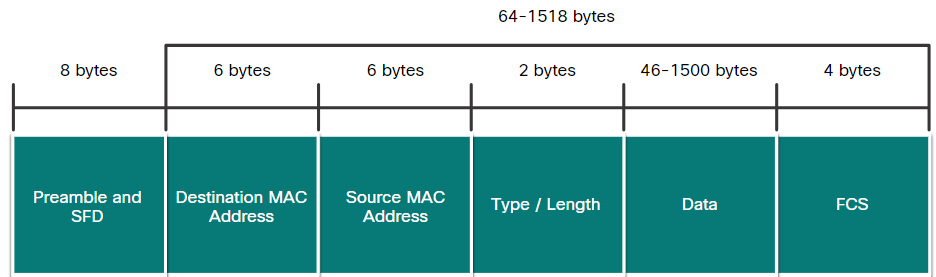 64-1518 bytes
8 bytes
6 bytes
6 bytes
2 bytes
46-1500 bytes
4 bytes
Preamble and
SFD
Destination MAC
Address
Source MAC
Address
Type / Length
Data
FCS